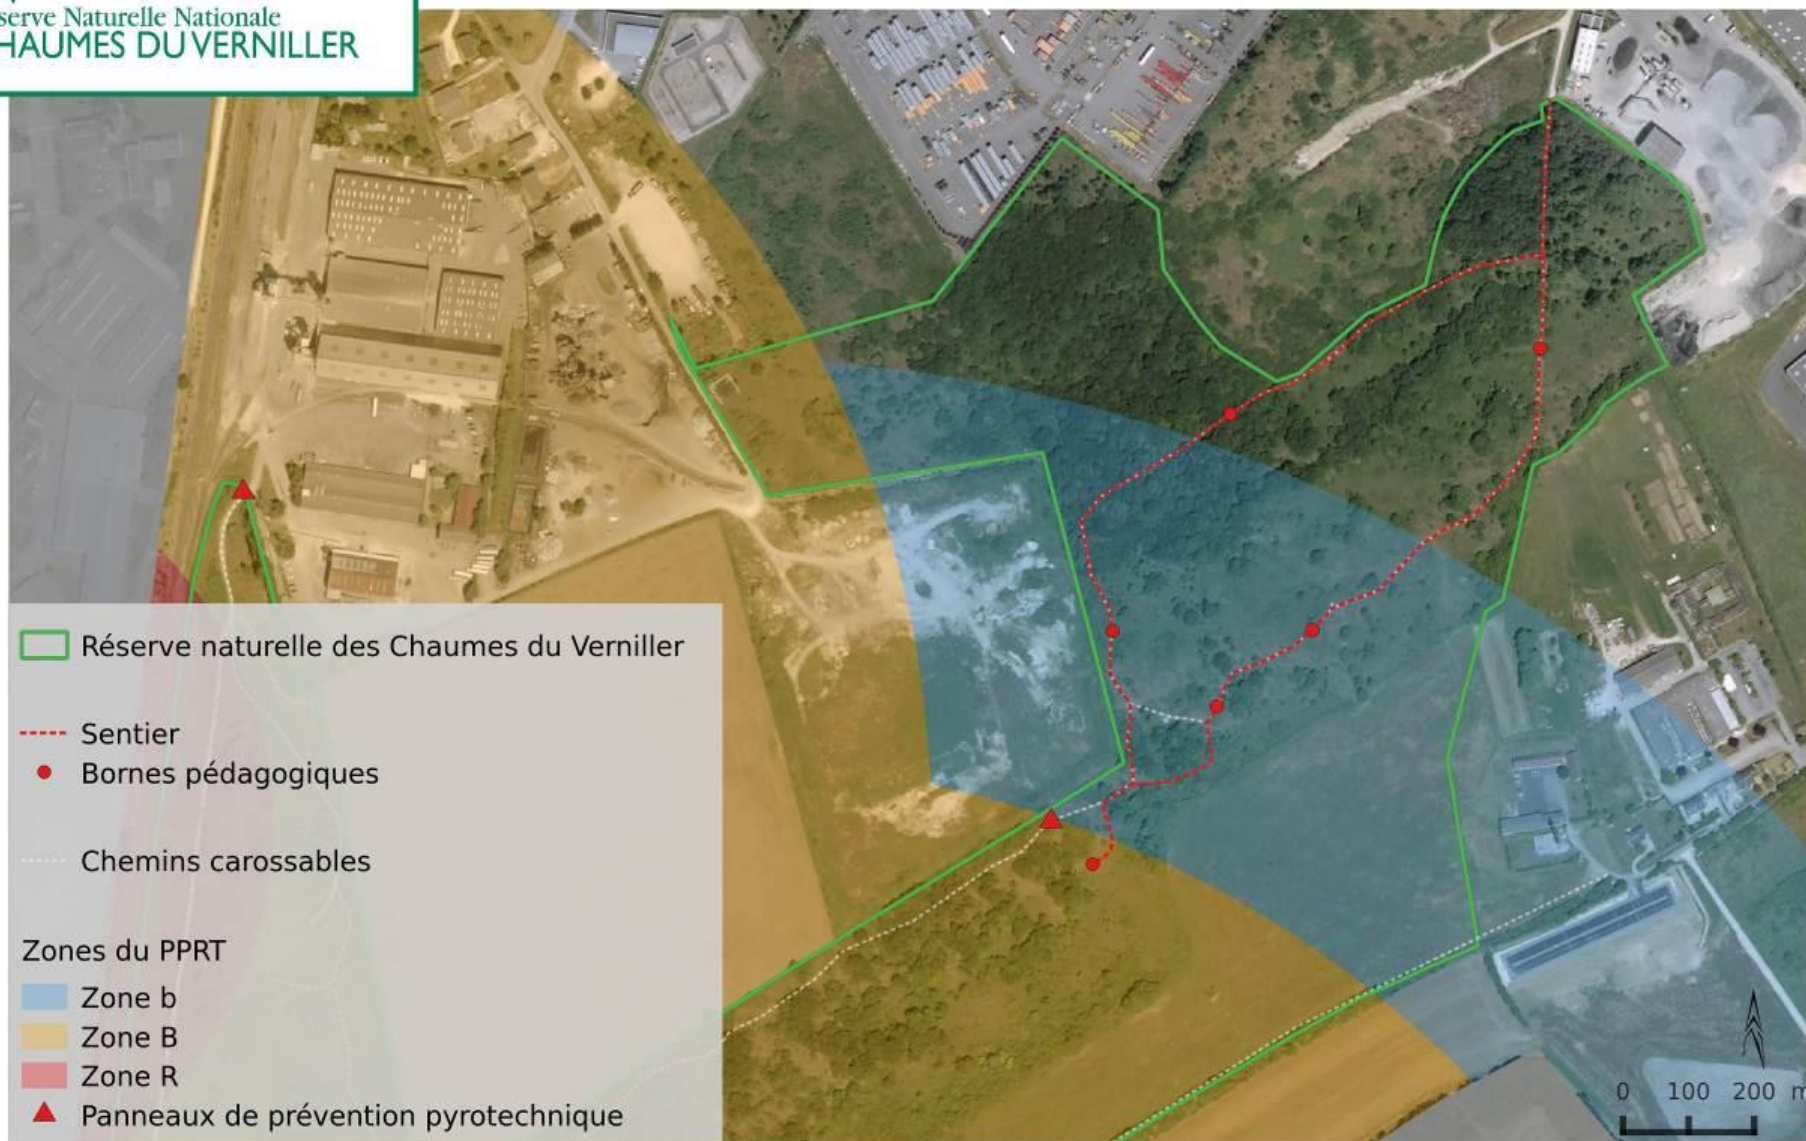 serve Naturelle Nationale
HAUMES DU VERNILLER
Réserve naturelle des Chaumes du Verniller
Sentier
Bornes pédagogiques
Chemins carossables
Zones du PPRT
Zone b
Zone B
Zone R
Panneaux de prévention pyrotechnique
0 100 200 m